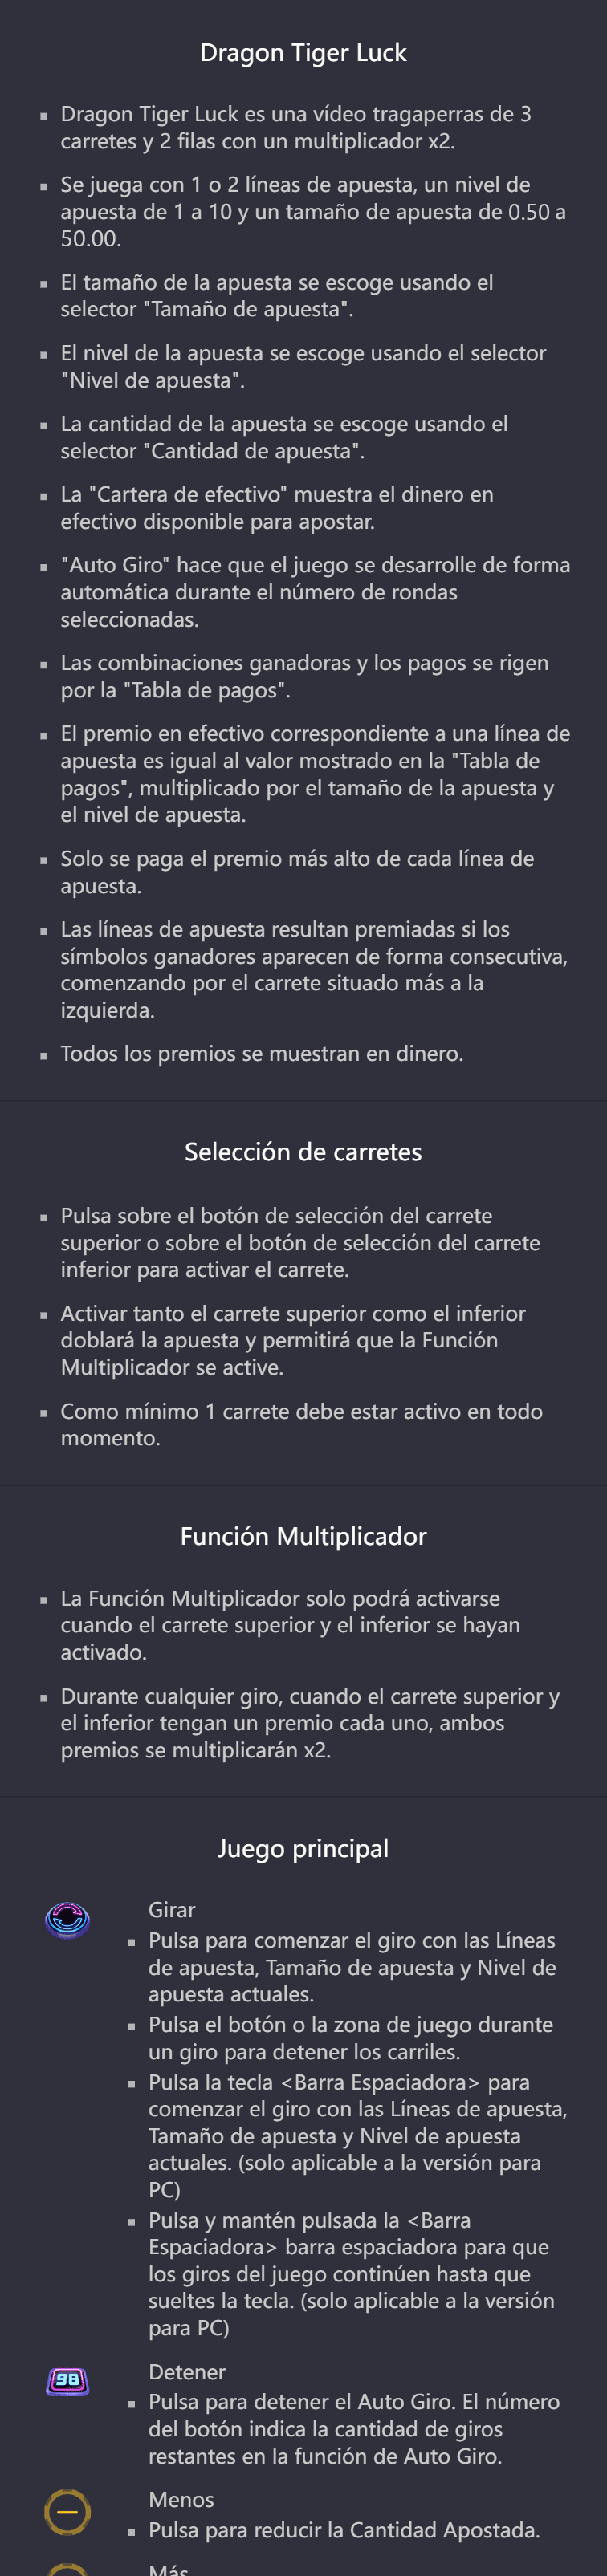 Dragon Tiger Luck
▪ Dragon Tiger Luck es una vídeo tragaperras de 3
carretes y 2 filas con un multiplicador x2.
▪ Se juega con 1 o 2 líneas de apuesta, un nivel de
apuesta de 1 a 10 y un tamaño de apuesta de 0.50 a
50.00.
▪ El tamaño de la apuesta se escoge usando el
selector "Tamaño de apuesta".
▪ El nivel de la apuesta se escoge usando el selector
"Nivel de apuesta".
▪ La cantidad de la apuesta se escoge usando el
selector "Cantidad de apuesta".
▪ La "Cartera de efectivo" muestra el dinero en
efectivo disponible para apostar.
▪ "Auto Giro" hace que el juego se desarrolle de forma
automática durante el número de rondas
seleccionadas.
▪ Las combinaciones ganadoras y los pagos se rigen
por la "Tabla de pagos".
▪ El premio en efectivo correspondiente a una línea de
apuesta es igual al valor mostrado en la "Tabla de
pagos", multiplicado por el tamaño de la apuesta y
el nivel de apuesta.
▪ Solo se paga el premio más alto de cada línea de
apuesta.
▪ Las líneas de apuesta resultan premiadas si los
símbolos ganadores aparecen de forma consecutiva,
comenzando por el carrete situado más a la
izquierda.
▪ Todos los premios se muestran en dinero.
Selección de carretes
▪ Pulsa sobre el botón de selección del carrete
superior o sobre el botón de selección del carrete
inferior para activar el carrete.
▪ Activar tanto el carrete superior como el inferior
doblará la apuesta y permitirá que la Función
Multiplicador se active.
▪ Como mínimo 1 carrete debe estar activo en todo
momento.
Función Multiplicador
▪ La Función Multiplicador solo podrá activarse
cuando el carrete superior y el inferior se hayan
activado.
▪ Durante cualquier giro, cuando el carrete superior y
el inferior tengan un premio cada uno, ambos
premios se multiplicarán x2.
Juego principal
Girar
▪ Pulsa para comenzar el giro con las Líneas
de apuesta, Tamaño de apuesta y Nivel de
apuesta actuales.
▪ Pulsa el botón o la zona de juego durante
un giro para detener los carriles.
▪ Pulsa la tecla <Barra Espaciadora> para
comenzar el giro con las Líneas de apuesta,
Tamaño de apuesta y Nivel de apuesta
actuales. (solo aplicable a la versión para
PC)
▪ Pulsa y mantén pulsada la <Barra
Espaciadora> barra espaciadora para que
los giros del juego continúen hasta que
sueltes la tecla. (solo aplicable a la versión
para PC)
98
Detener
▪ Pulsa para detener el Auto Giro. El número
del botón indica la cantidad de giros
restantes en la función de Auto Giro.
Menos
▪ Pulsa para reducir la Cantidad Apostada.
Más